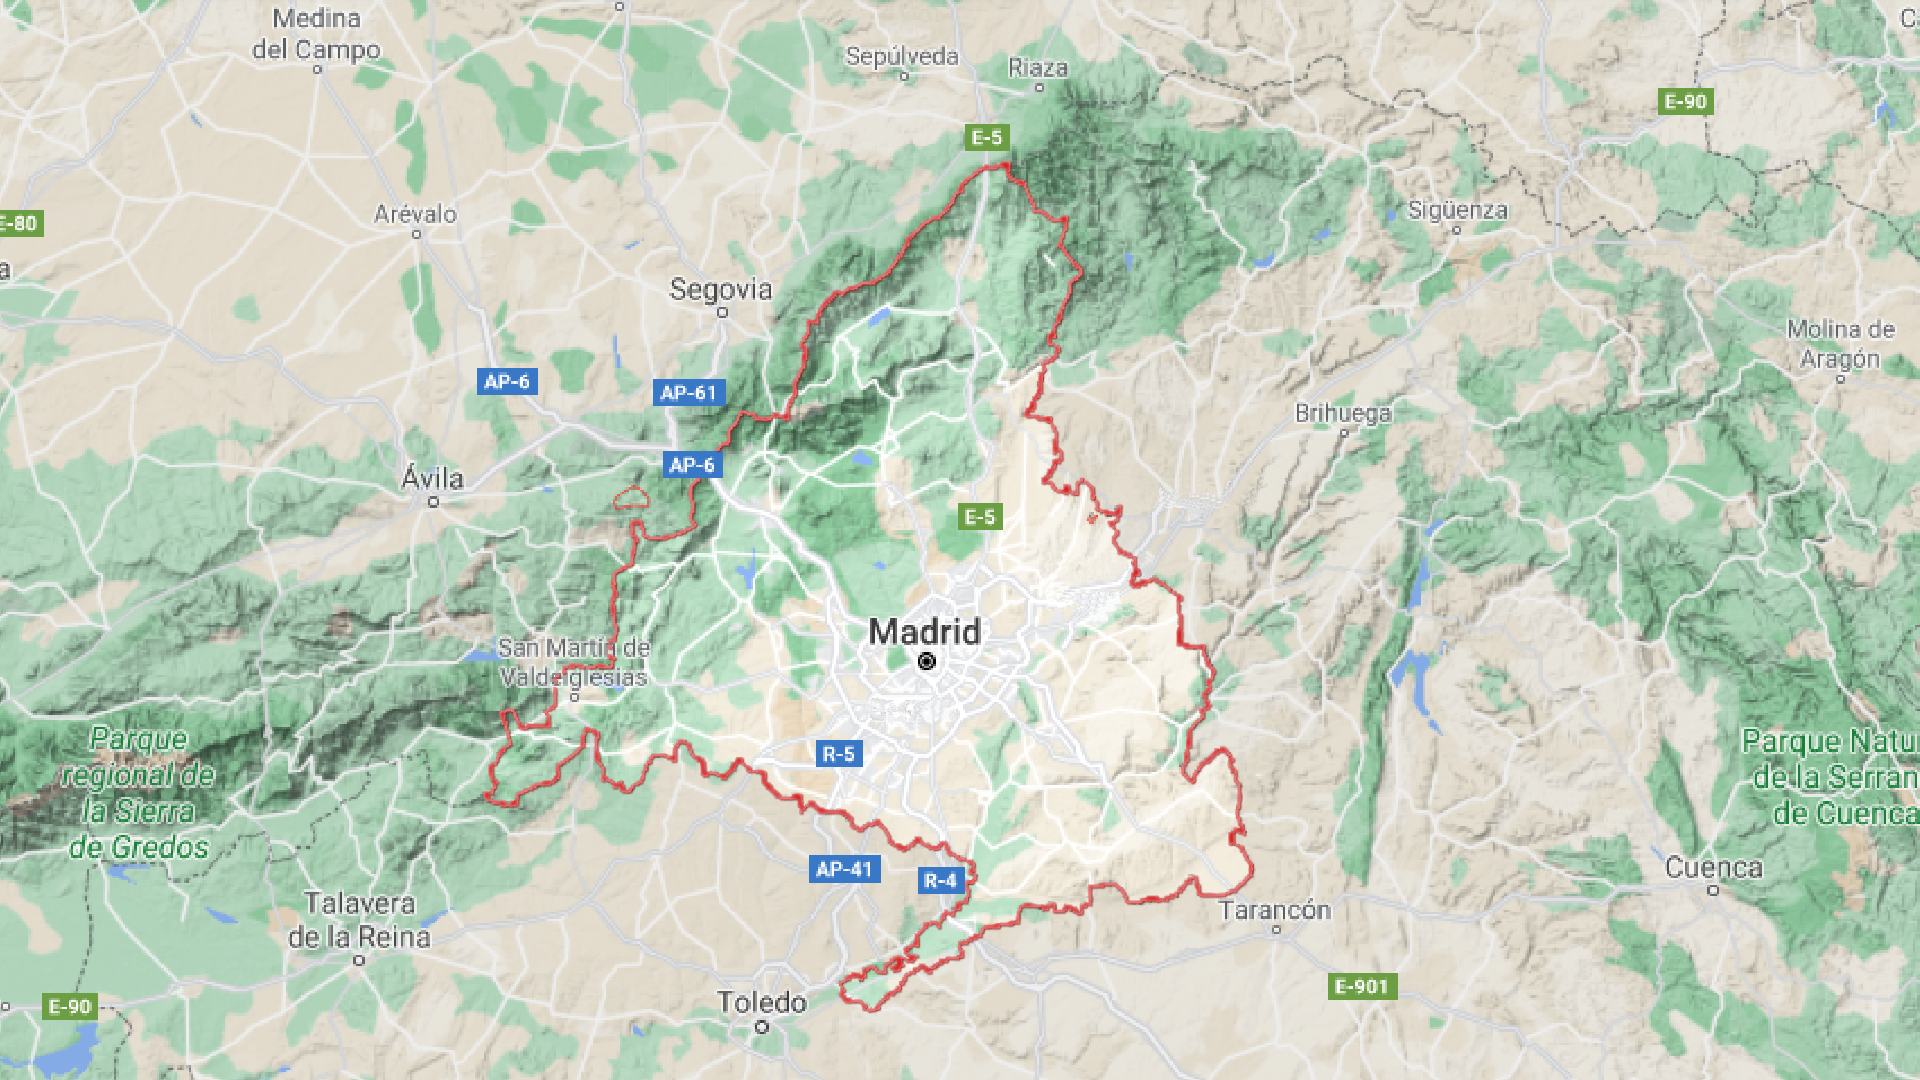 Medina
del Campo
Sepúlveda
Riaza
C
E-90
E-5
Arévalo
Sigüenza
E-80
a
Segovia
Molina de
Aragón
AP-6
AP-61
Brihuega
AP-6
Ávila
E-5
Madrid
San Martín de
Valdeiglesias
Parque
regional de
la Sierra
de Gredos
Parque Natu
de la Serran
de Cuenca
R-5
AP-41
R-4
Cuenca
Talavera
de la Reina
Tarancón
E-901
Toledo
E-90